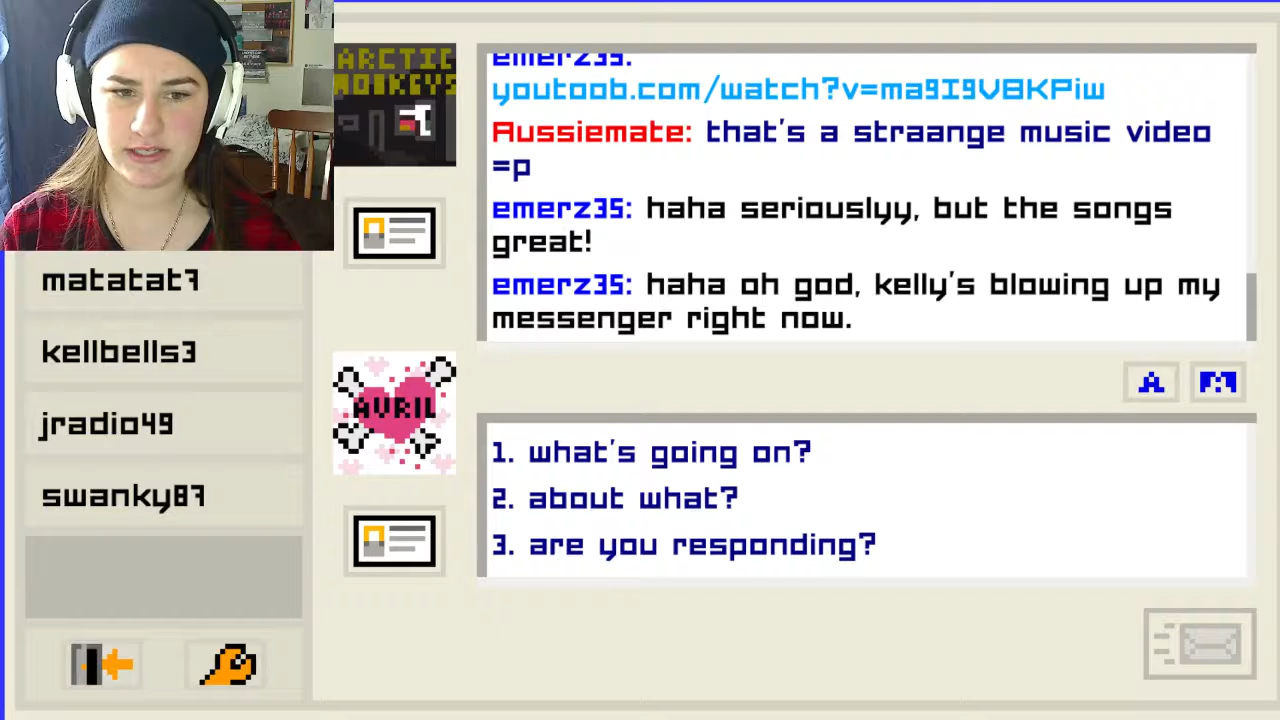 ARCTIC
MONKEYS
emerz35:
youtoob.com/watch?v=ma9I9V8KPiw
Aussiemate: that's a straange music video
=p
emerz35: haha seriouslyy, but the songs
great!
emerz35: haha oh god, kelly's blowing up my
messenger right now.
matatat7
kellbells3
jradio49
swanky87
AVRIL
A
M
1. what's going on?
2. about what?
3. are you responding?